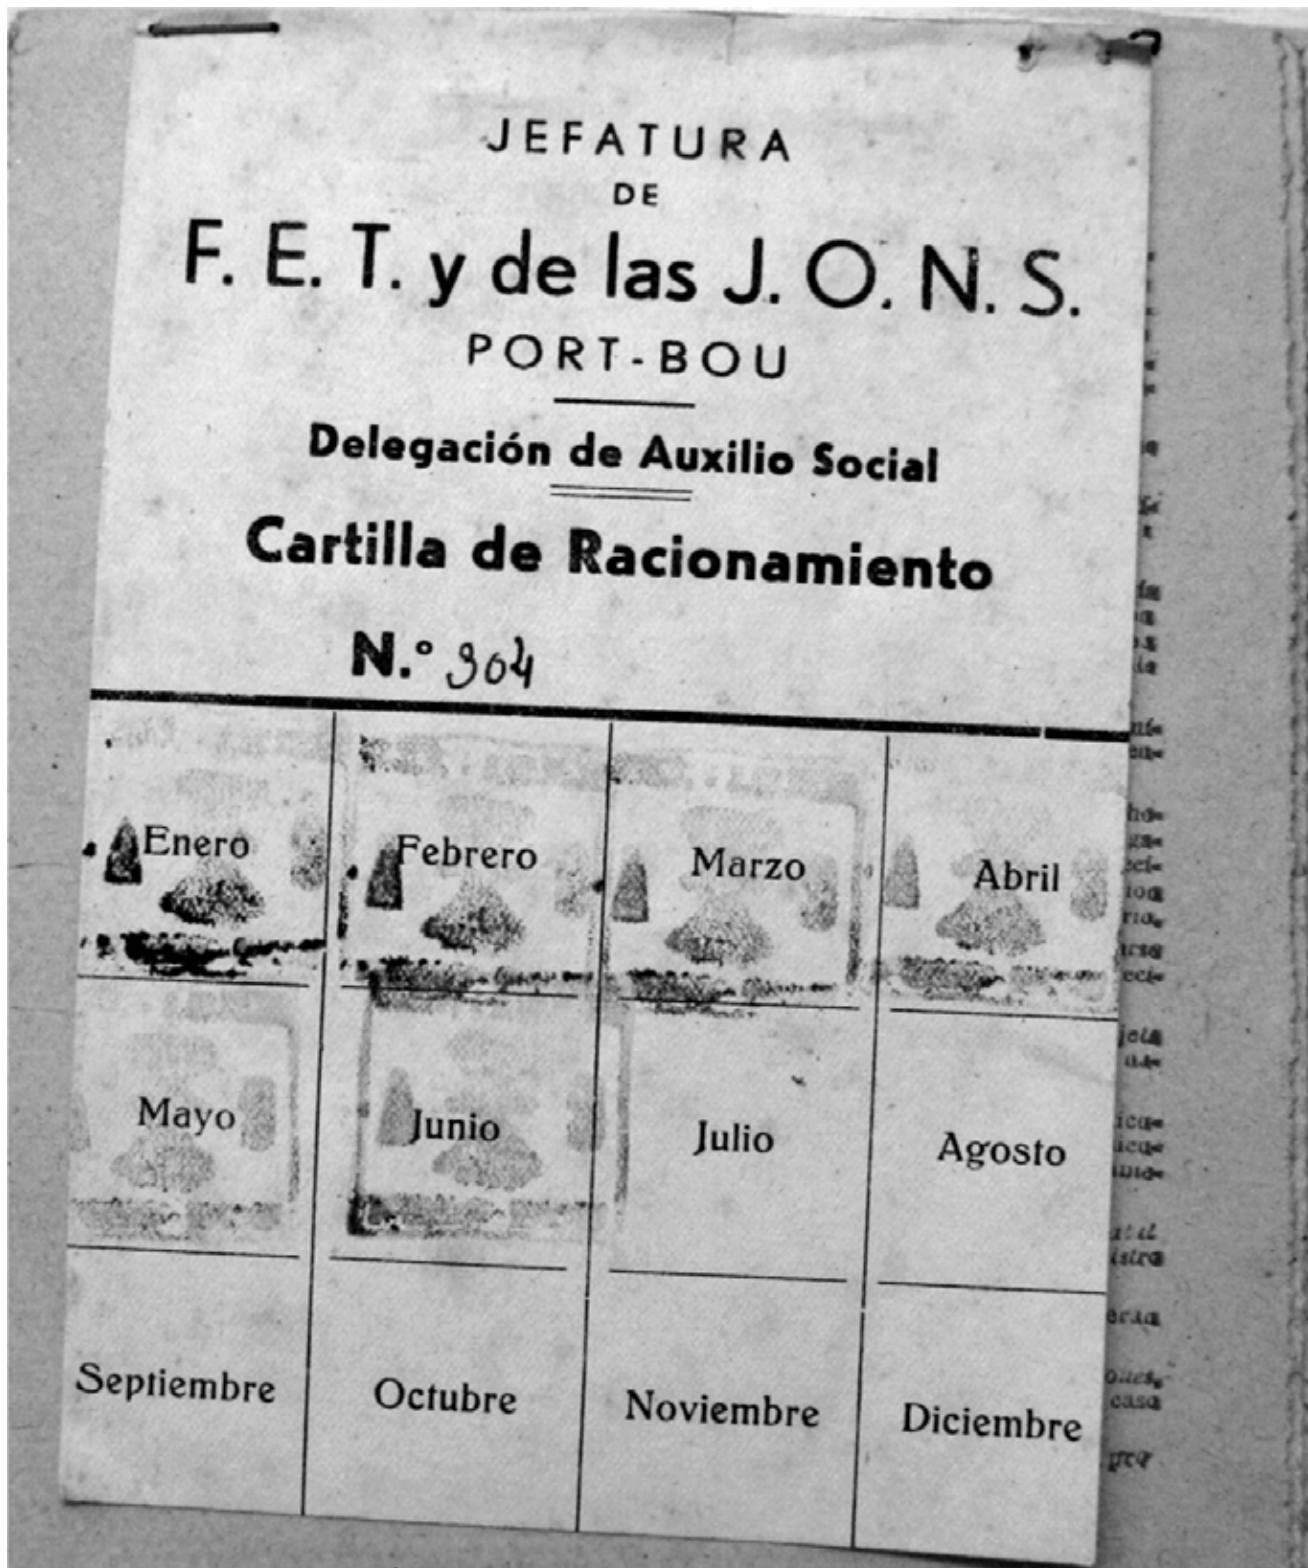 JEFATURA
DE
F. E. T. y de las J. O. N. S.
PORT-BOU
Delegación de Auxilio Social
Cartilla de Racionamiento
N.º 904
Enero Febrero Marzo Abril
Mayo Junio Julio Agosto
Septiembre Octubre Noviembre Diciembre